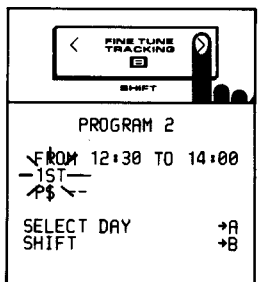 < FINE TUNE >
TRACKING
B
SHIFT
PROGRAM 2
FROM 12:30 TO 14:00
1ST
P$ --
SELECT DAY →A
SHIFT →B